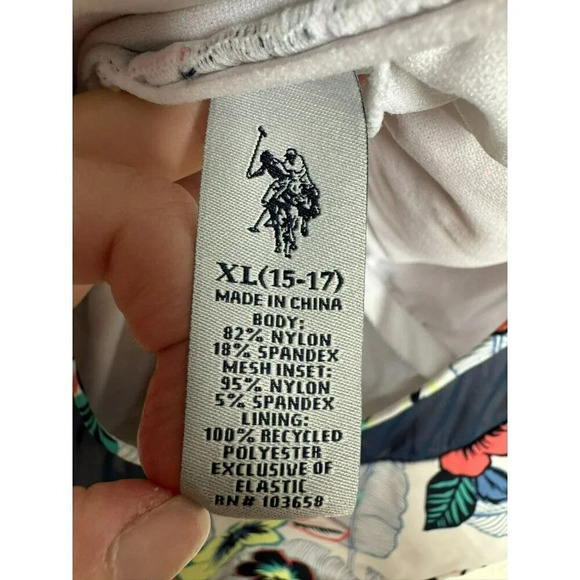 XL(15-17)
MADE IN CHINA
BODY:
82% NYLON
18% SPANDEX
MESH INSET:
95% NYLON
5% SPANDEX
LINING:
100% RECYCLED
POLYESTER
EXCLUSIVE OF
ELASTIC
RN# 103658